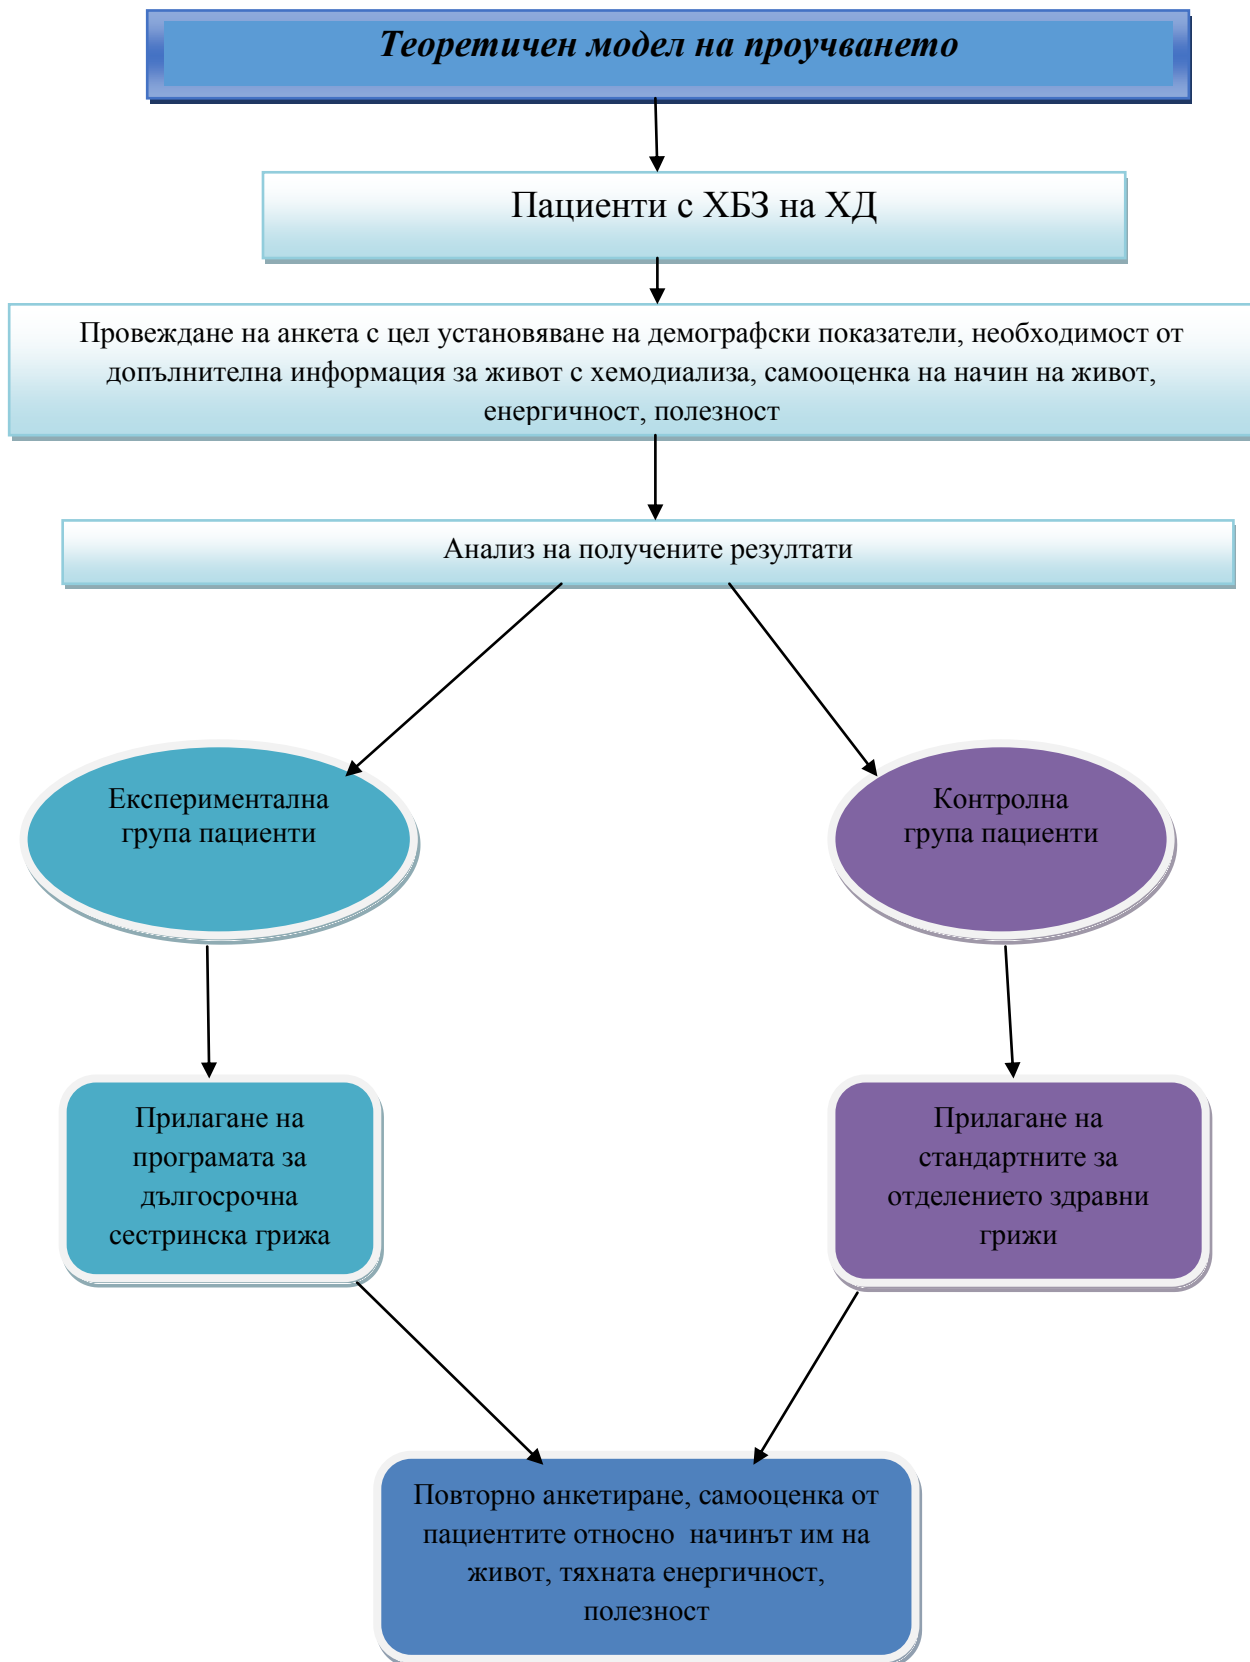 Теоретичен модел на проучването
Пациенти с ХБЗ на ХД
Провеждане на анкета с цел установяване на демографски показатели, необходимост от
допълнителна информация за живот с хемодиализа, самооценка на начин на живот,
енергичност, полезност
Анализ на получените резултати
Експериментална
група пациенти
Контролна
група пациенти
Прилагане на
програмата за
дългосрочна
сестринска грижа
Прилагане на
стандартните за
отделението здравни
грижи
Повторно анкетиране, самооценка от
пациентите относно начинът им на
живот, тяхната енергичност,
полезност